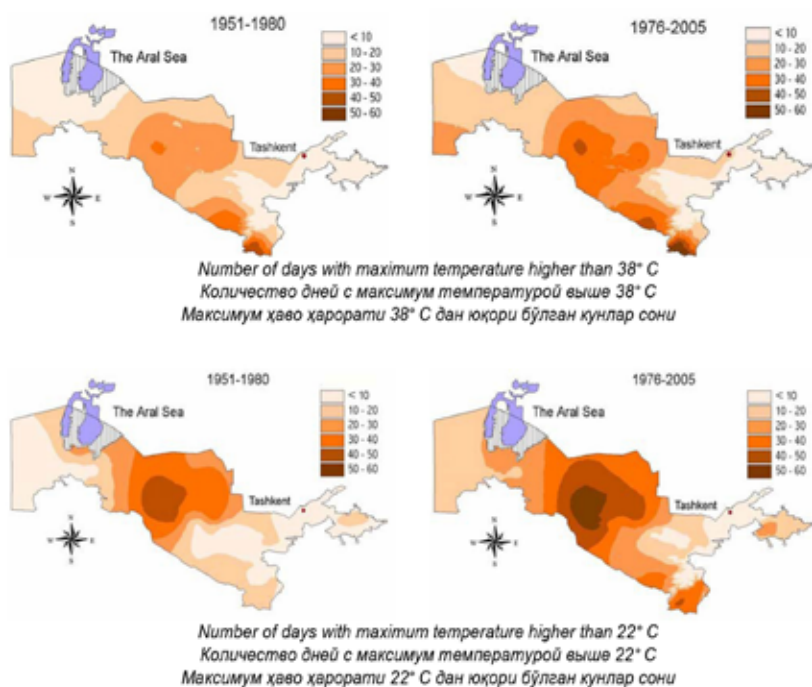 1951-1980
The Aral Sea
< 10
10 - 20
20 - 30
30 - 40
40 - 50
50 - 60
Tashkent
N
W E
S
1976-2005
The Aral Sea
< 10
10 - 20
20 - 30
30 - 40
40 - 50
50 - 60
Tashkent
N
W E
S
Number of days with maximum temperature higher than 38° C
Количество дней с максимум температурой выше 38° C
Максимум ҳаво ҳарорати 38° C дан юқори бўлган кунлар сони
1951-1980
The Aral Sea
< 10
10 - 20
20 - 30
30 - 40
40 - 50
50 - 60
Tashkent
N
W E
S
1976-2005
The Aral Sea
< 10
10 - 20
20 - 30
30 - 40
40 - 50
50 - 60
Tashkent
N
W E
S
Number of days with maximum temperature higher than 22° C
Количество дней с максимум температурой выше 22° C
Максимум ҳаво ҳарорати 22° C дан юқори бўлган кунлар сони